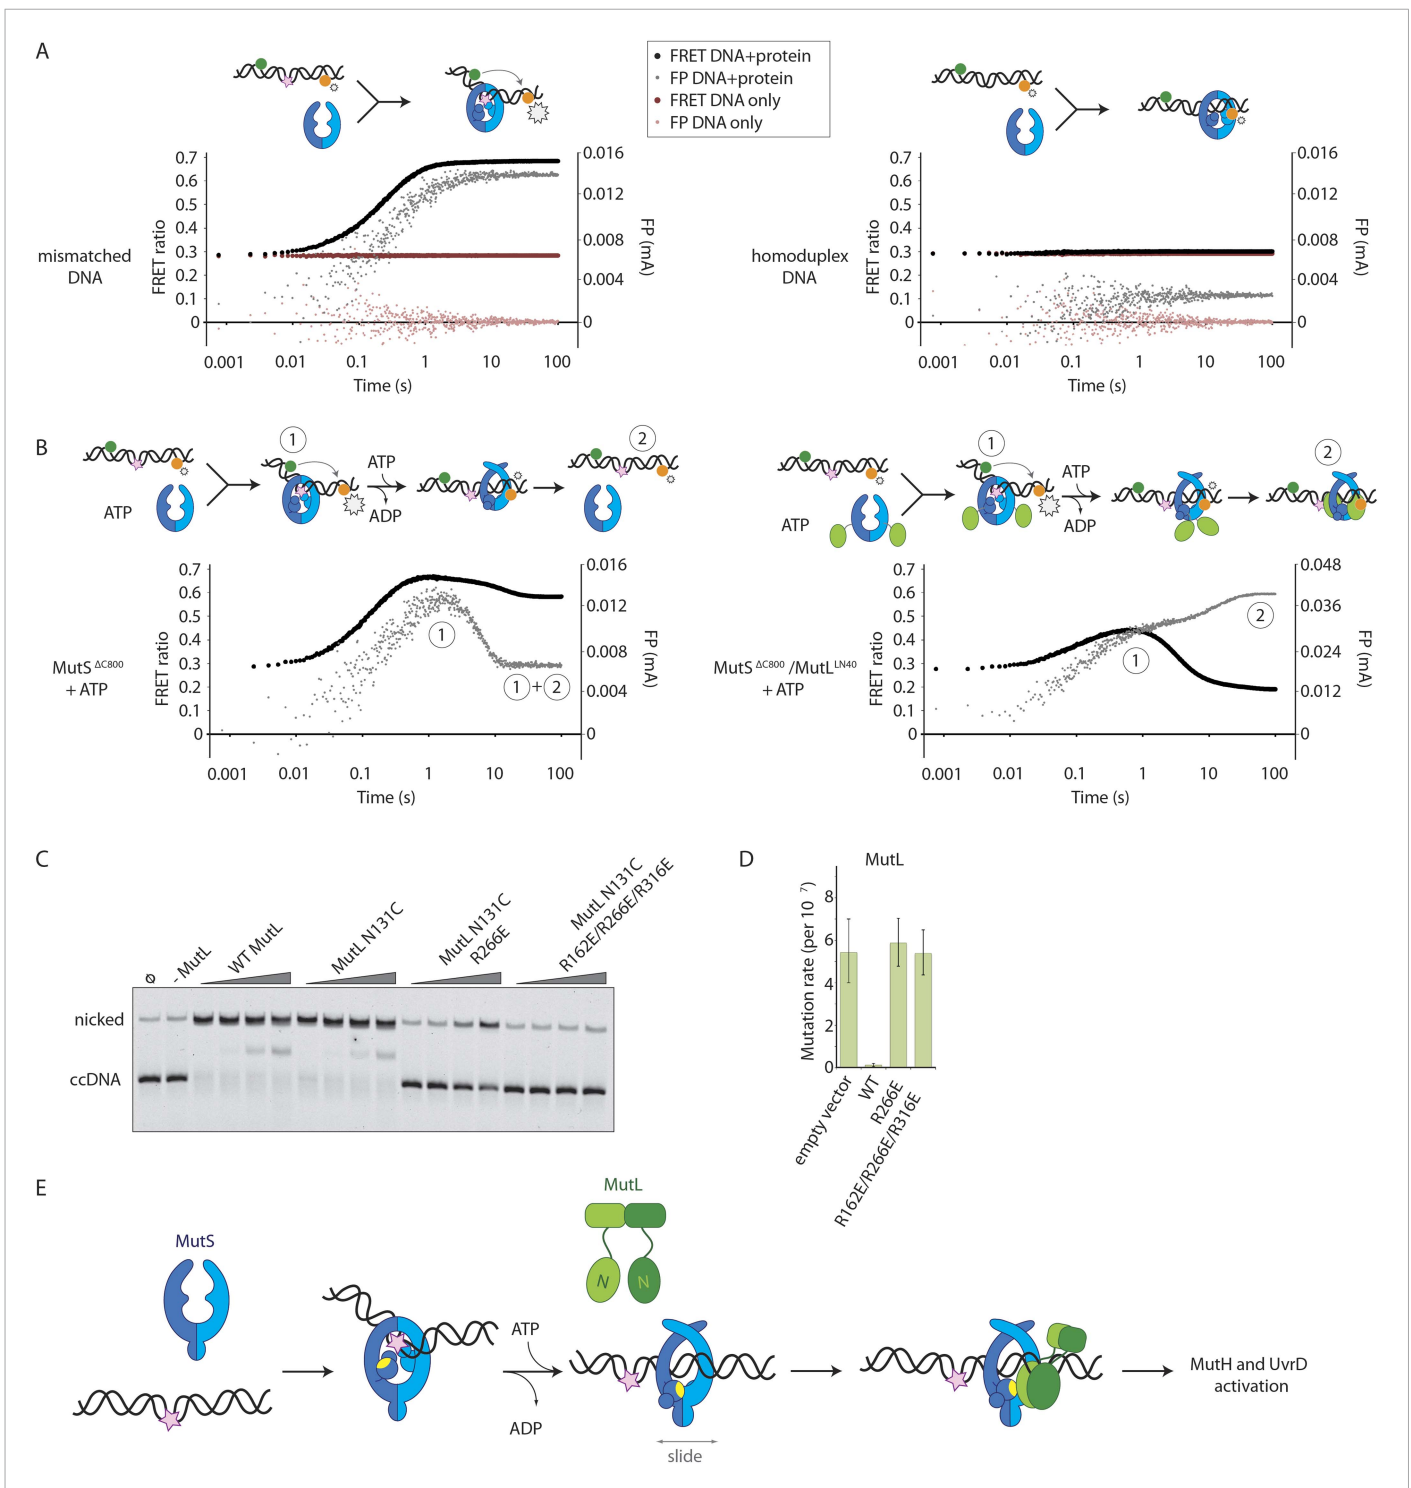 A
FRET DNA+protein
FP DNA+protein
FRET DNA only
FP DNA only
mismatched
DNA
FRET ratio
0.7
0.6
0.5
0.4
0.3
0.2
0.1
0
0.016
0.012
0.008
0.004
0
FP (mA)
0.001 0.01 0.1 1 10 100
Time (s)
homoduplex
DNA
FRET ratio
0.7
0.6
0.5
0.4
0.3
0.2
0.1
0
0.016
0.012
0.008
0.004
0
FP (mA)
0.001 0.01 0.1 1 10 100
Time (s)
B
ATP
1
ATP
ADP
2
MutS ΔC800
+ ATP
FRET ratio
0.7
0.6
0.5
0.4
0.3
0.2
0.1
0
1
1 + 2
0.016
0.012
0.008
0.004
0
FP (mA)
0.001 0.01 0.1 1 10 100
Time (s)
ATP
1
ATP
ADP
2
MutS ΔC800 /MutL LN40
+ ATP
FRET ratio
0.7
0.6
0.5
0.4
0.3
0.2
0.1
0
1
2
0.048
0.036
0.024
0.012
0
FP (mA)
0.001 0.01 0.1 1 10 100
Time (s)
C
ø
- MutL
WT MutL
MutL N131C
MutL N131C
R266E
MutL N131C
R162E/R266E/R316E
nicked
ccDNA
D
MutL
Mutation rate (per 10 7)
8
6
4
2
0
empty vector
WT
R266E
R162E/R266E/R316E
E
MutS
ATP
ADP
MutL
N
N
slide
MutH and UvrD
activation